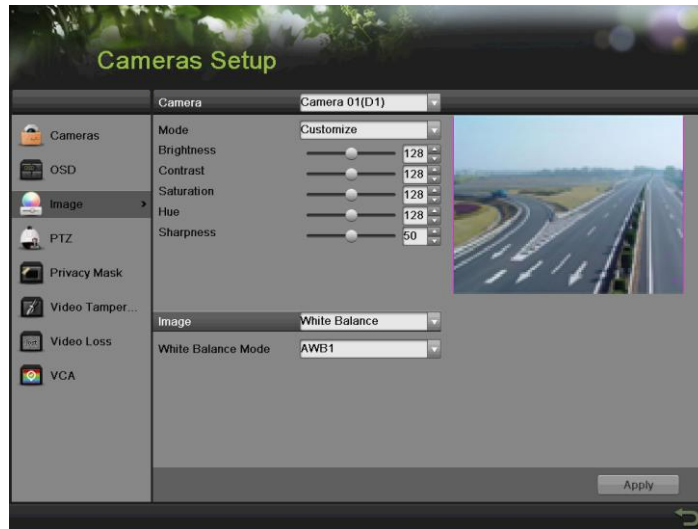 Cameras Setup
Camera Camera 01(D1)
Cameras
OSD
Image
PTZ
Privacy Mask
Video Tamper...
Video Loss
VCA
Mode Customize
Brightness 128
Contrast 128
Saturation 128
Hue 128
Sharpness 50
Image White Balance
White Balance Mode AWB1
Apply